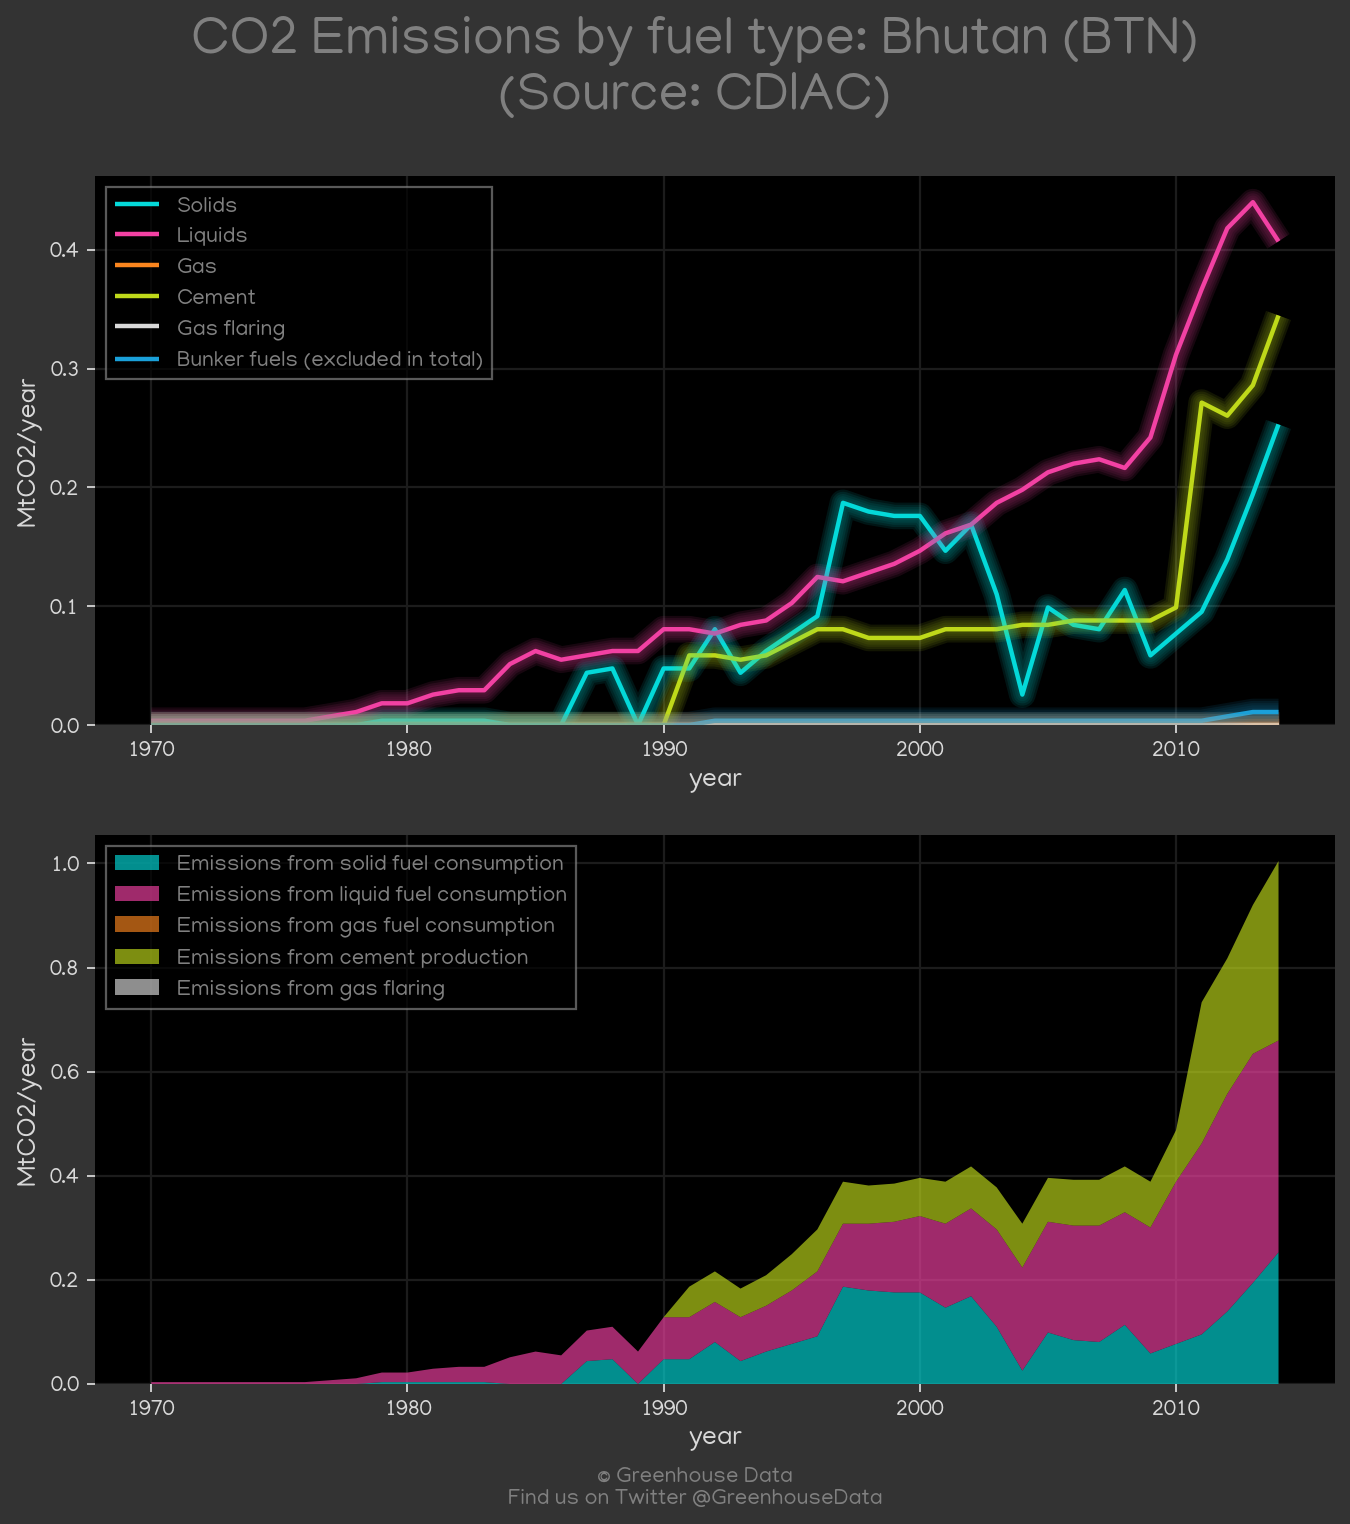 CO2 Emissions by fuel type: Bhutan (BTN)
(Source: CDIAC)
Solids
Liquids
Gas
Cement
Gas flaring
Bunker fuels (excluded in total)
0.4
0.3
0.2
0.1
0.0
MtCO2/year
1970 1980 1990 2000 2010
year
Emissions from solid fuel consumption
Emissions from liquid fuel consumption
Emissions from gas fuel consumption
Emissions from cement production
Emissions from gas flaring
1.0
0.8
0.6
0.4
0.2
0.0
MtCO2/year
1970 1980 1990 2000 2010
year
© Greenhouse Data
Find us on Twitter @GreenhouseData